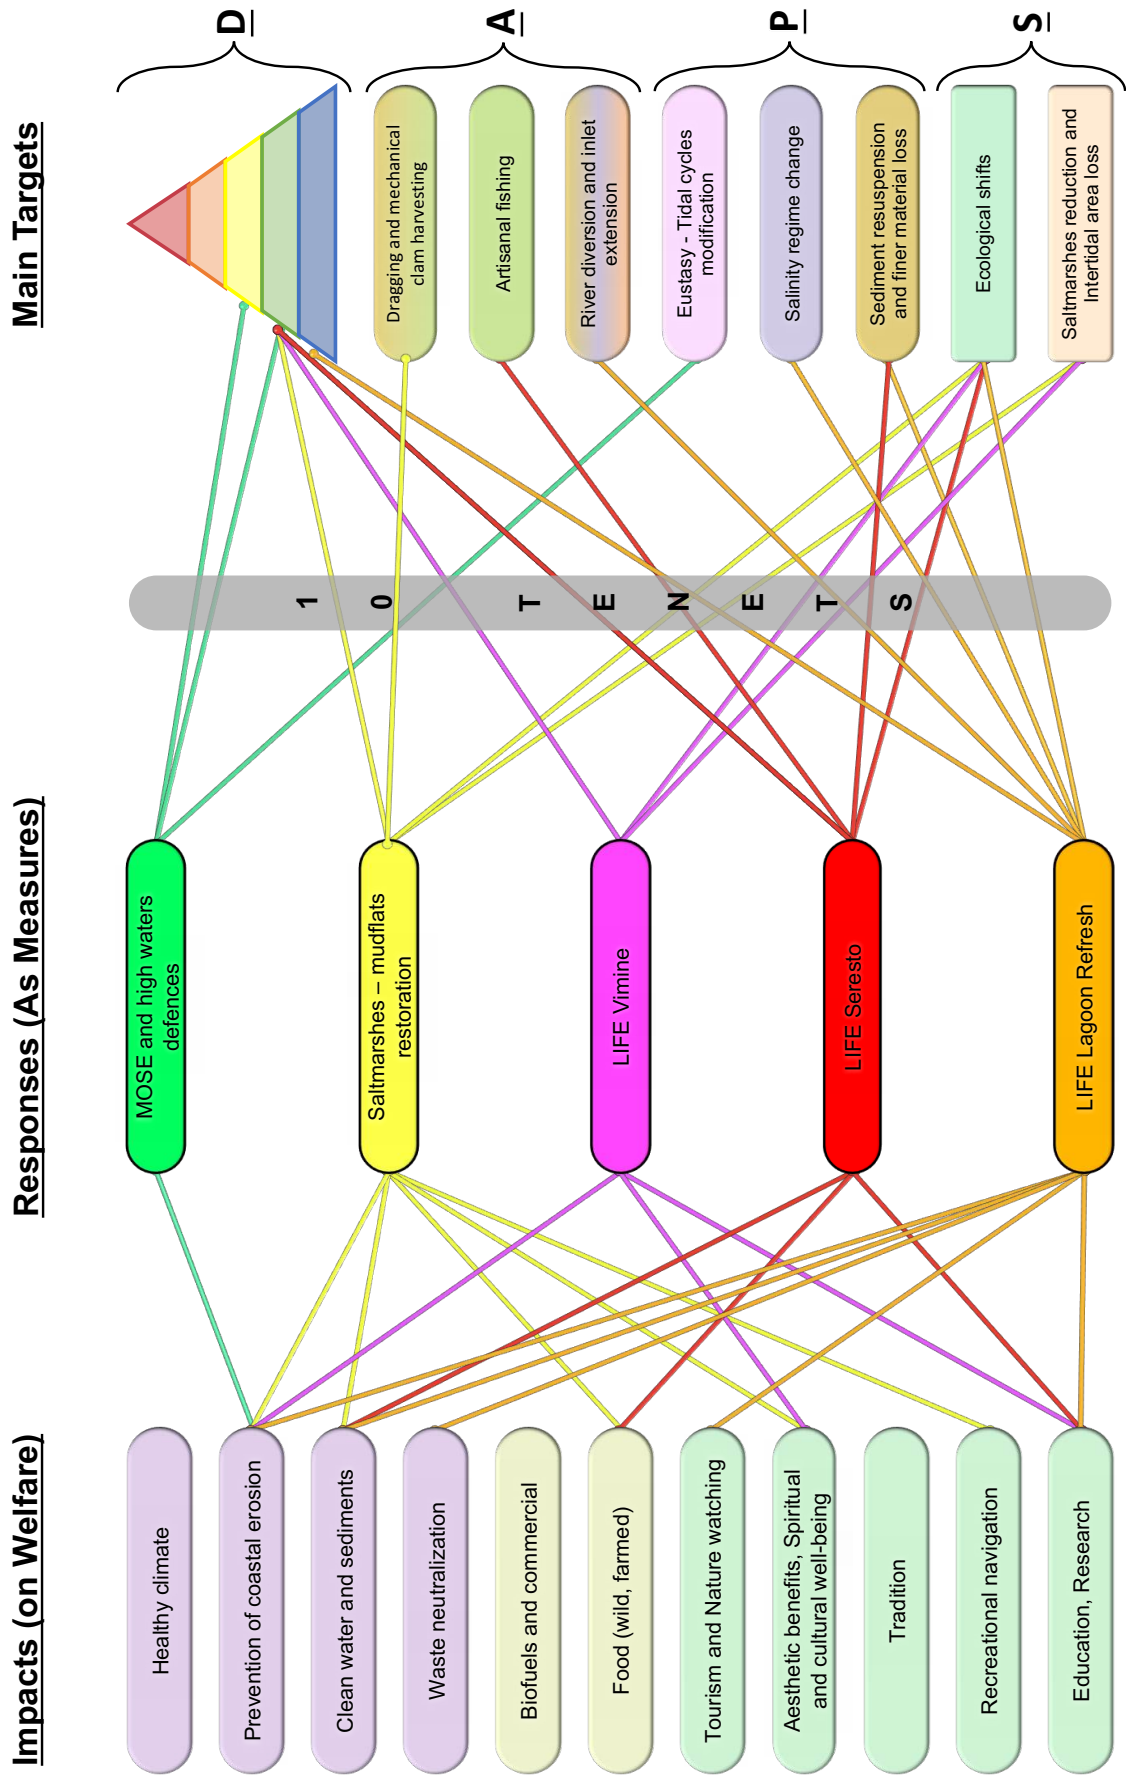 Impacts (on Welfare)
Healthy climate
Prevention of coastal erosion
Clean water and sediments
Waste neutralization
Biofuels and commercial
Food (wild, farmed)
Tourism and Nature watching
Aesthetic benefits, Spiritual
and cultural well-being
Tradition
Recreational navigation
Education, Research
Responses (As Measures)
MOSE and high waters
defences
Saltmarshes – mudflats
restoration
LIFE Vimine
LIFE Seresto
LIFE Lagoon Refresh
10 TENETS
Main Targets
Dragging and mechanical
clam harvesting
Artisanal fishing
River diversion and inlet
extension
Eustasy - Tidal cycles
modification
Salinity regime change
Sediment resuspension
and finer material loss
Ecological shifts
Saltmarshes reduction and
Intertidal area loss
D
A
P
S